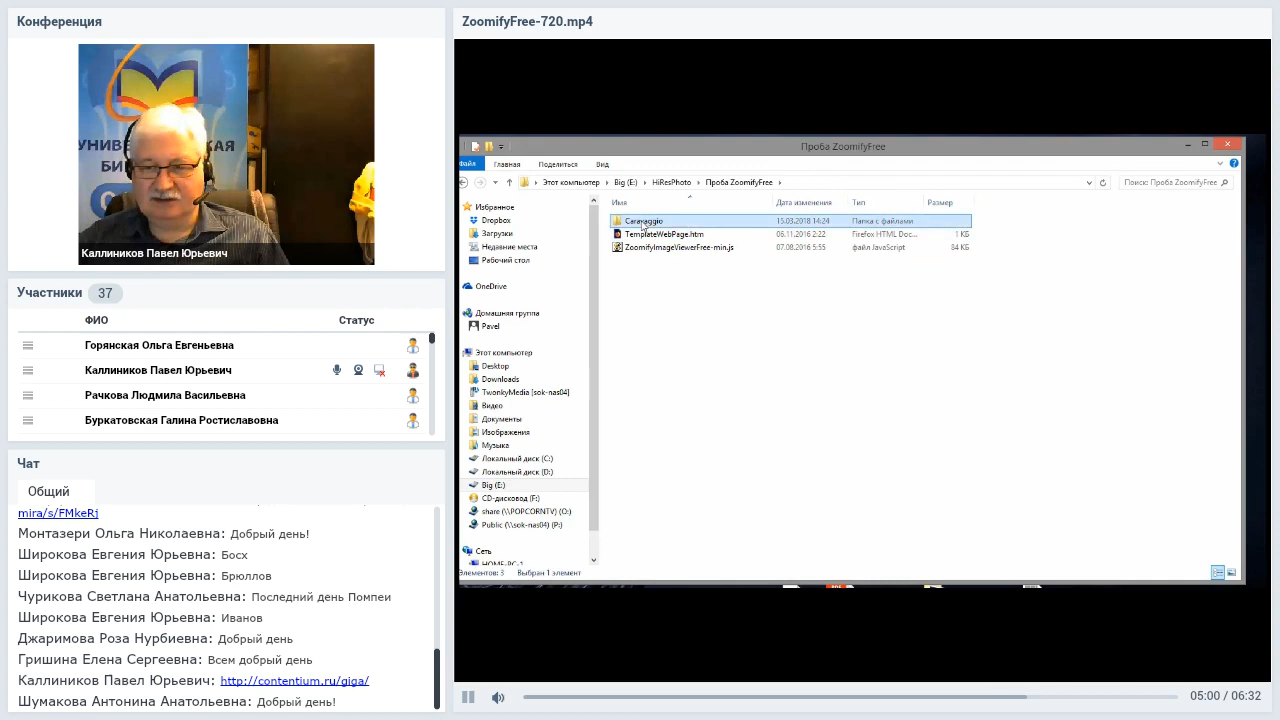 Конференция
УНИВЕ СКАЯ
БИ
Каллиников Павел Юрьевич
Участники 37
ФИО Статус
Горянская Ольга Евгеньевна
Каллиников Павел Юрьевич
Рачкова Людмила Васильевна
Буркатовская Галина Ростиславовна
Чат
Общий
mira/s/FMkeRj
Монтазери Ольга Николаевна: Добрый день!
Широкова Евгения Юрьевна: Босх
Широкова Евгения Юрьевна: Брюллов
Чурикова Светлана Анатольевна: Последний день Помпеи
Широкова Евгения Юрьевна: Иванов
Джаримова Роза Нурбиевна: Добрый день
Гришина Елена Сергеевна: Всем добрый день
Каллиников Павел Юрьевич: http://contentium.ru/giga/
Шумакова Антонина Анатольевна: Добрый день!
ZoomifyFree-720.mp4
Проба ZoomifyFree
Файл Главная Поделиться Вид
Этот компьютер Big (E:) HiResPhoto Проба ZoomifyFree
Поиск: Проба ZoomifyFree
Имя Дата изменения Тип Размер
Caravaggio 15.03.2018 14:24 Папка с файлами
TemplateWebPage.htm 06.11.2016 2:22 Firefox HTML Doc... 1 КБ
ZoomifyImageViewerFree-min.js 07.08.2016 5:55 файл JavaScript 84 КБ
Избранное
Dropbox
Загрузки
Недавние места
Рабочий стол
OneDrive
Домашняя группа
Pavel
Этот компьютер
Desktop
Downloads
TwonkyMedia [sok-nas04]
Видео
Документы
Изображения
Музыка
Локальный диск (C:)
Локальный диск (D:)
Big (E:)
CD-дисковод (F:)
share (\\POPCORNTV) (O:)
Public (\\sok-nas04) (P:)
Сеть
HOME-PC-1
Элементов: 3 Выбран 1 элемент
05:00 / 06:32